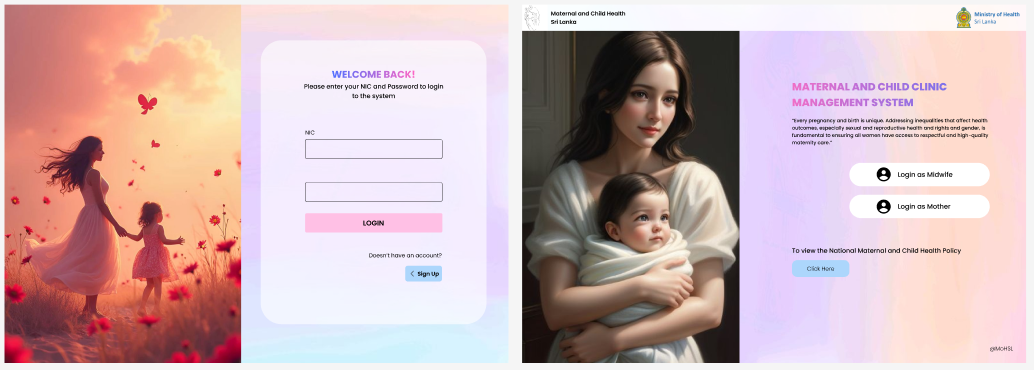 WELCOME BACK!
Please enter your NIC and Password to login
to the system
NIC
LOGIN
Doesn't have an account?
Sign Up
Maternal and Child Health
Sri Lanka
Ministry of Health
Sri Lanka
MATERNAL AND CHILD CLINIC
MANAGEMENT SYSTEM
"Every pregnancy and birth is unique. Addressing inequalities that affect health
outcomes, especially sexual and reproductive health and rights and gender, is
fundamental to ensuring all women have access to respectful and high-quality
maternity care."
Login as Midwife
Login as Mother
To view the National Maternal and Child Health Policy
Click Here
@MoHSL